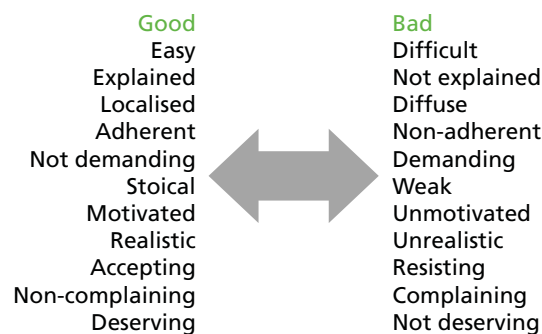 Good Bad
Easy Difficult
Explained Not explained
Localised Diffuse
Adherent Non-adherent
Not demanding Demanding
Stoical Weak
Motivated Unmotivated
Realistic Unrealistic
Accepting Resisting
Non-complaining Complaining
Deserving Not deserving